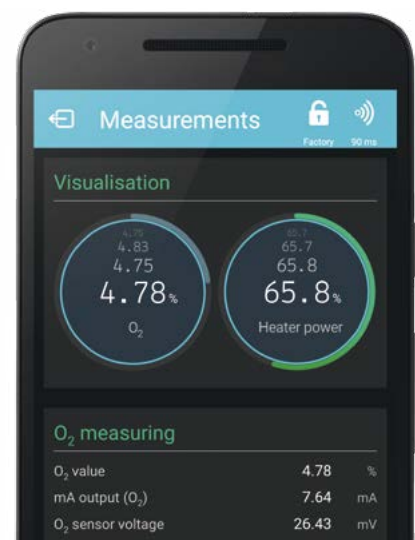 Measurements
Factory
90 ms
Visualisation
4.75
4.83
4.75
4.78%
O₂
65.7
65.7
65.8
65.8%
Heater power
O₂ measuring
O₂ value 4.78 %
mA output (O₂) 7.64 mA
O₂ sensor voltage 26.43 mV